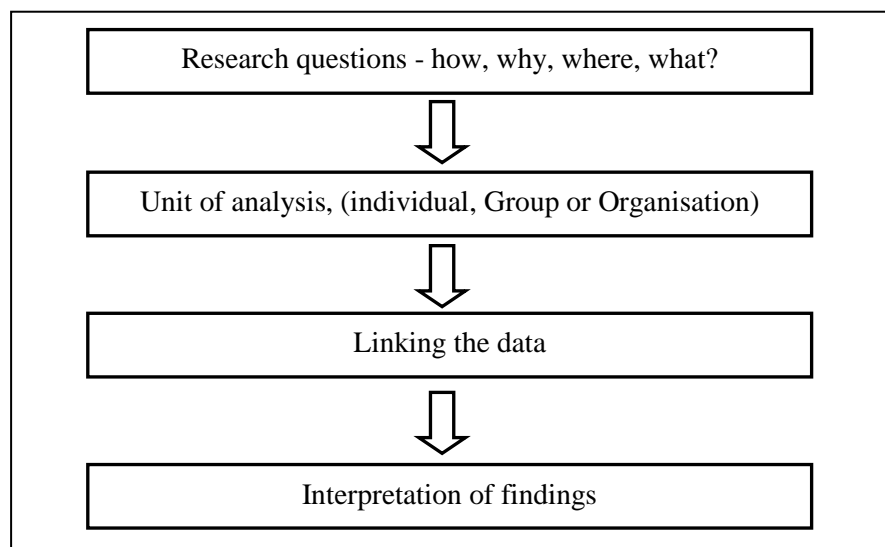 Research questions - how, why, where, what?
Unit of analysis, (individual, Group or Organisation)
Linking the data
Interpretation of findings